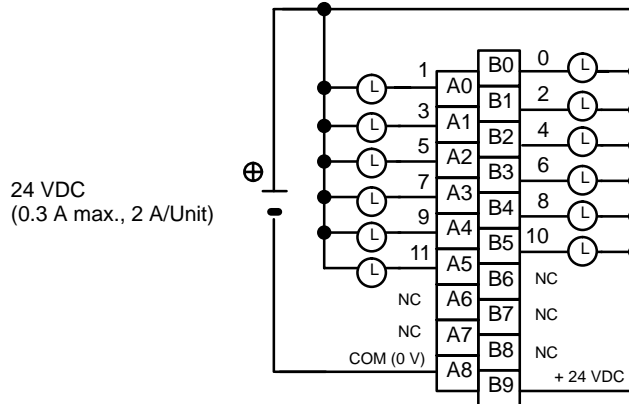 B0 0 L
1 L A0
B1 2 L
3 L A1
B2 4 L
5 L A2
B3 6 L
7 L A3
B4 8 L
9 L A4
B5 10 L
11 L A5
B6 NC
NC A6
B7 NC
NC A7
B8 NC
COM (0 V) A8
B9 + 24 VDC
24 VDC
(0.3 A max., 2 A/Unit)